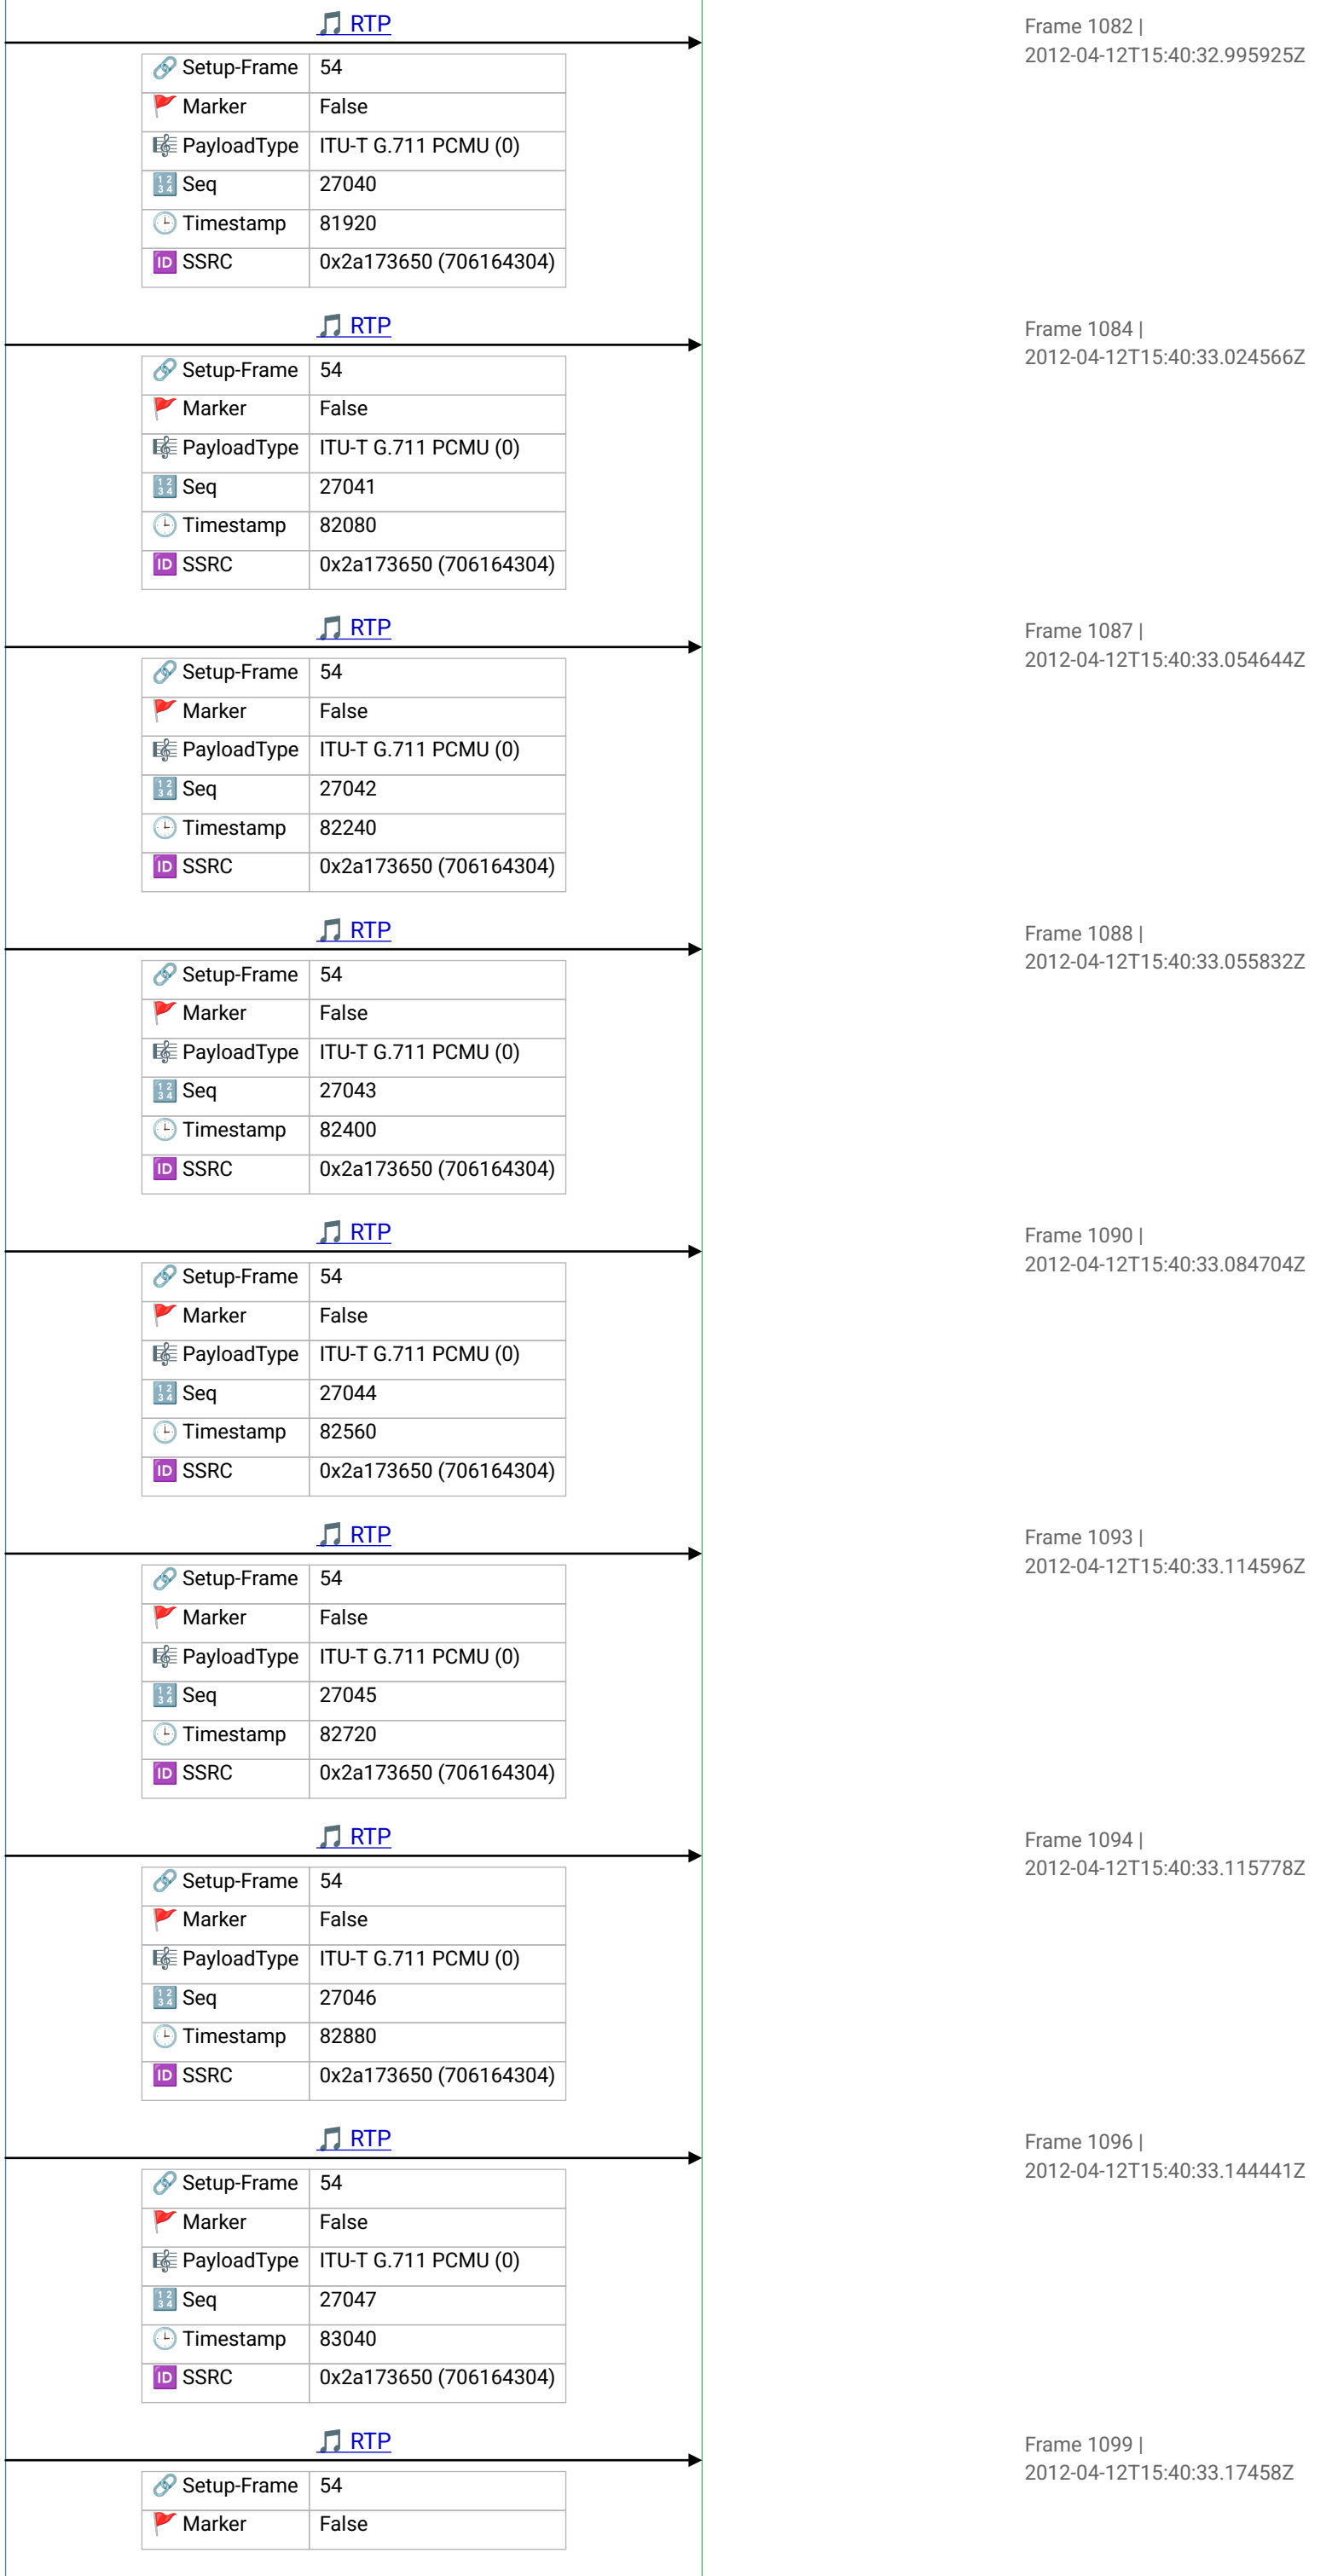 🎵 RTP
Frame 1082 |
2012-04-12T15:40:32.995925Z
🔗 Setup-Frame 54
🚩 Marker False
🎼 PayloadType ITU-T G.711 PCMU (0)
🔢 Seq 27040
🕒 Timestamp 81920
🆔 SSRC 0x2a173650 (706164304)
🎵 RTP
Frame 1084 |
2012-04-12T15:40:33.024566Z
🔗 Setup-Frame 54
🚩 Marker False
🎼 PayloadType ITU-T G.711 PCMU (0)
🔢 Seq 27041
🕒 Timestamp 82080
🆔 SSRC 0x2a173650 (706164304)
🎵 RTP
Frame 1087 |
2012-04-12T15:40:33.054644Z
🔗 Setup-Frame 54
🚩 Marker False
🎼 PayloadType ITU-T G.711 PCMU (0)
🔢 Seq 27042
🕒 Timestamp 82240
🆔 SSRC 0x2a173650 (706164304)
🎵 RTP
Frame 1088 |
2012-04-12T15:40:33.055832Z
🔗 Setup-Frame 54
🚩 Marker False
🎼 PayloadType ITU-T G.711 PCMU (0)
🔢 Seq 27043
🕒 Timestamp 82400
🆔 SSRC 0x2a173650 (706164304)
🎵 RTP
Frame 1090 |
2012-04-12T15:40:33.084704Z
🔗 Setup-Frame 54
🚩 Marker False
🎼 PayloadType ITU-T G.711 PCMU (0)
🔢 Seq 27044
🕒 Timestamp 82560
🆔 SSRC 0x2a173650 (706164304)
🎵 RTP
Frame 1093 |
2012-04-12T15:40:33.114596Z
🔗 Setup-Frame 54
🚩 Marker False
🎼 PayloadType ITU-T G.711 PCMU (0)
🔢 Seq 27045
🕒 Timestamp 82720
🆔 SSRC 0x2a173650 (706164304)
🎵 RTP
Frame 1094 |
2012-04-12T15:40:33.115778Z
🔗 Setup-Frame 54
🚩 Marker False
🎼 PayloadType ITU-T G.711 PCMU (0)
🔢 Seq 27046
🕒 Timestamp 82880
🆔 SSRC 0x2a173650 (706164304)
🎵 RTP
Frame 1096 |
2012-04-12T15:40:33.144441Z
🔗 Setup-Frame 54
🚩 Marker False
🎼 PayloadType ITU-T G.711 PCMU (0)
🔢 Seq 27047
🕒 Timestamp 83040
🆔 SSRC 0x2a173650 (706164304)
🎵 RTP
Frame 1099 |
2012-04-12T15:40:33.17458Z
🔗 Setup-Frame 54
🚩 Marker False